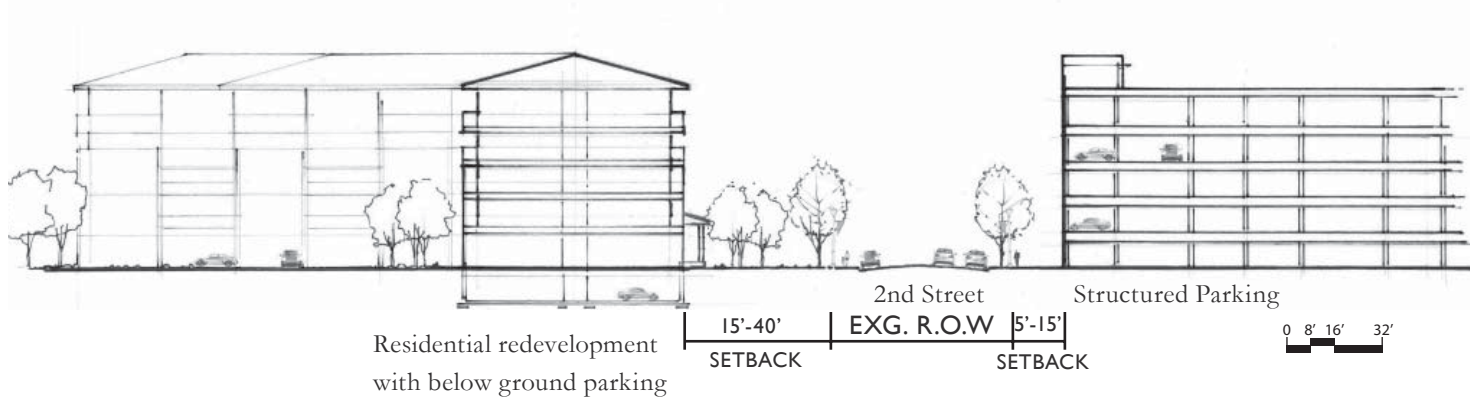 2nd Street
Structured Parking
15’-40’
EXG. R.O.W
5’-15’
0 8’ 16’ 32’
SETBACK
SETBACK
Residential redevelopment
with below ground parking